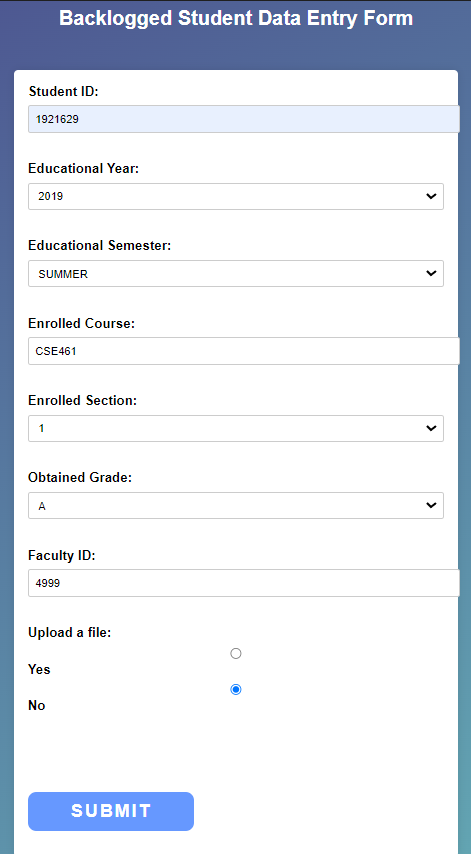 Backlogged Student Data Entry Form
Student ID:
1921629
Educational Year:
2019
Educational Semester:
SUMMER
Enrolled Course:
CSE461
Enrolled Section:
1
Obtained Grade:
A
Faculty ID:
4999
Upload a file:
Yes
No
SUBMIT